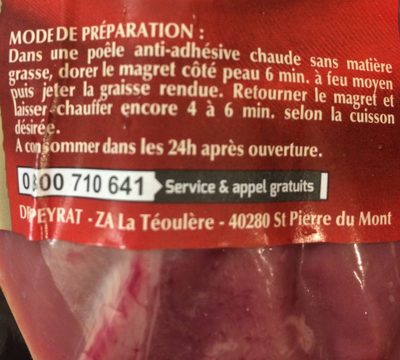 MODE DE PRÉPARATION :
Dans une poêle anti-adhésive chaude sans matière
grasse, dorer le magret côté peau 6 min. à feu moyen
puis jeter la graisse rendue. Retourner le magret et
laisser chauffer encore 4 à 6 min. selon la cuisson
désirée.
A consommer dans les 24h après ouverture.
0800 710 641 Service & appel gratuits
DELPEYRAT - ZA La Téoulère - 40280 St Pierre du Mont